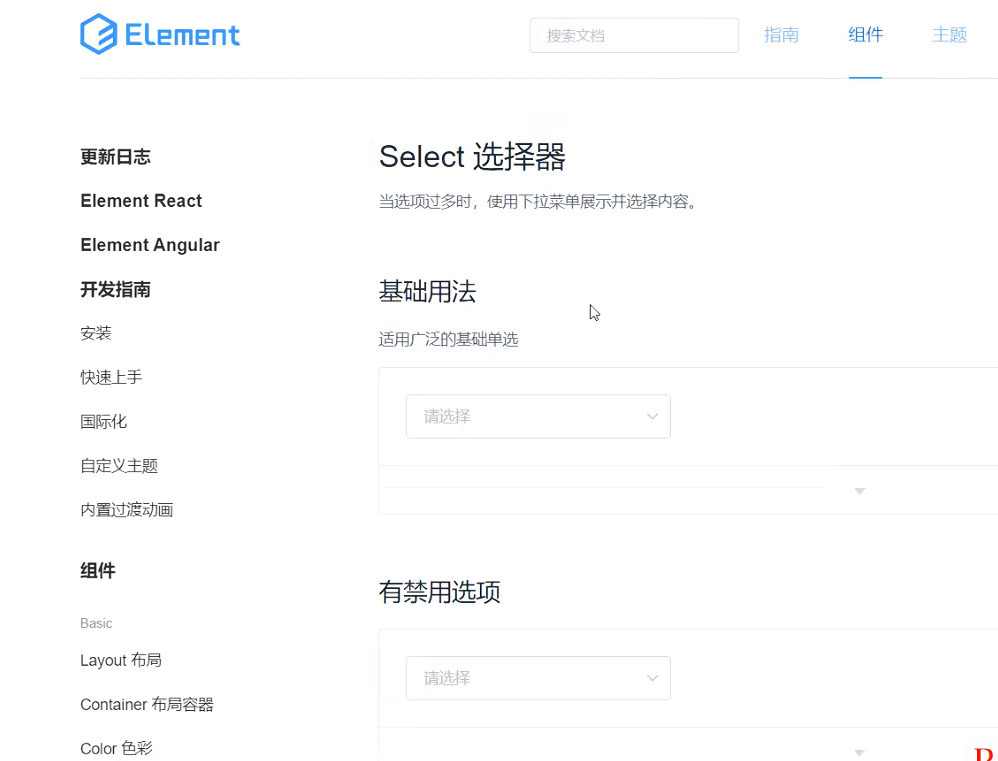 Element
搜索文档
指南
组件
主题
更新日志
Element React
Element Angular
开发指南
安装
快速上手
国际化
自定义主题
内置过渡动画
组件
Basic
Layout 布局
Container 布局容器
Color 色彩
Select 选择器
当选项过多时，使用下拉菜单展示并选择内容。
基础用法
适用广泛的基础单选
请选择
有禁用选项
请选择